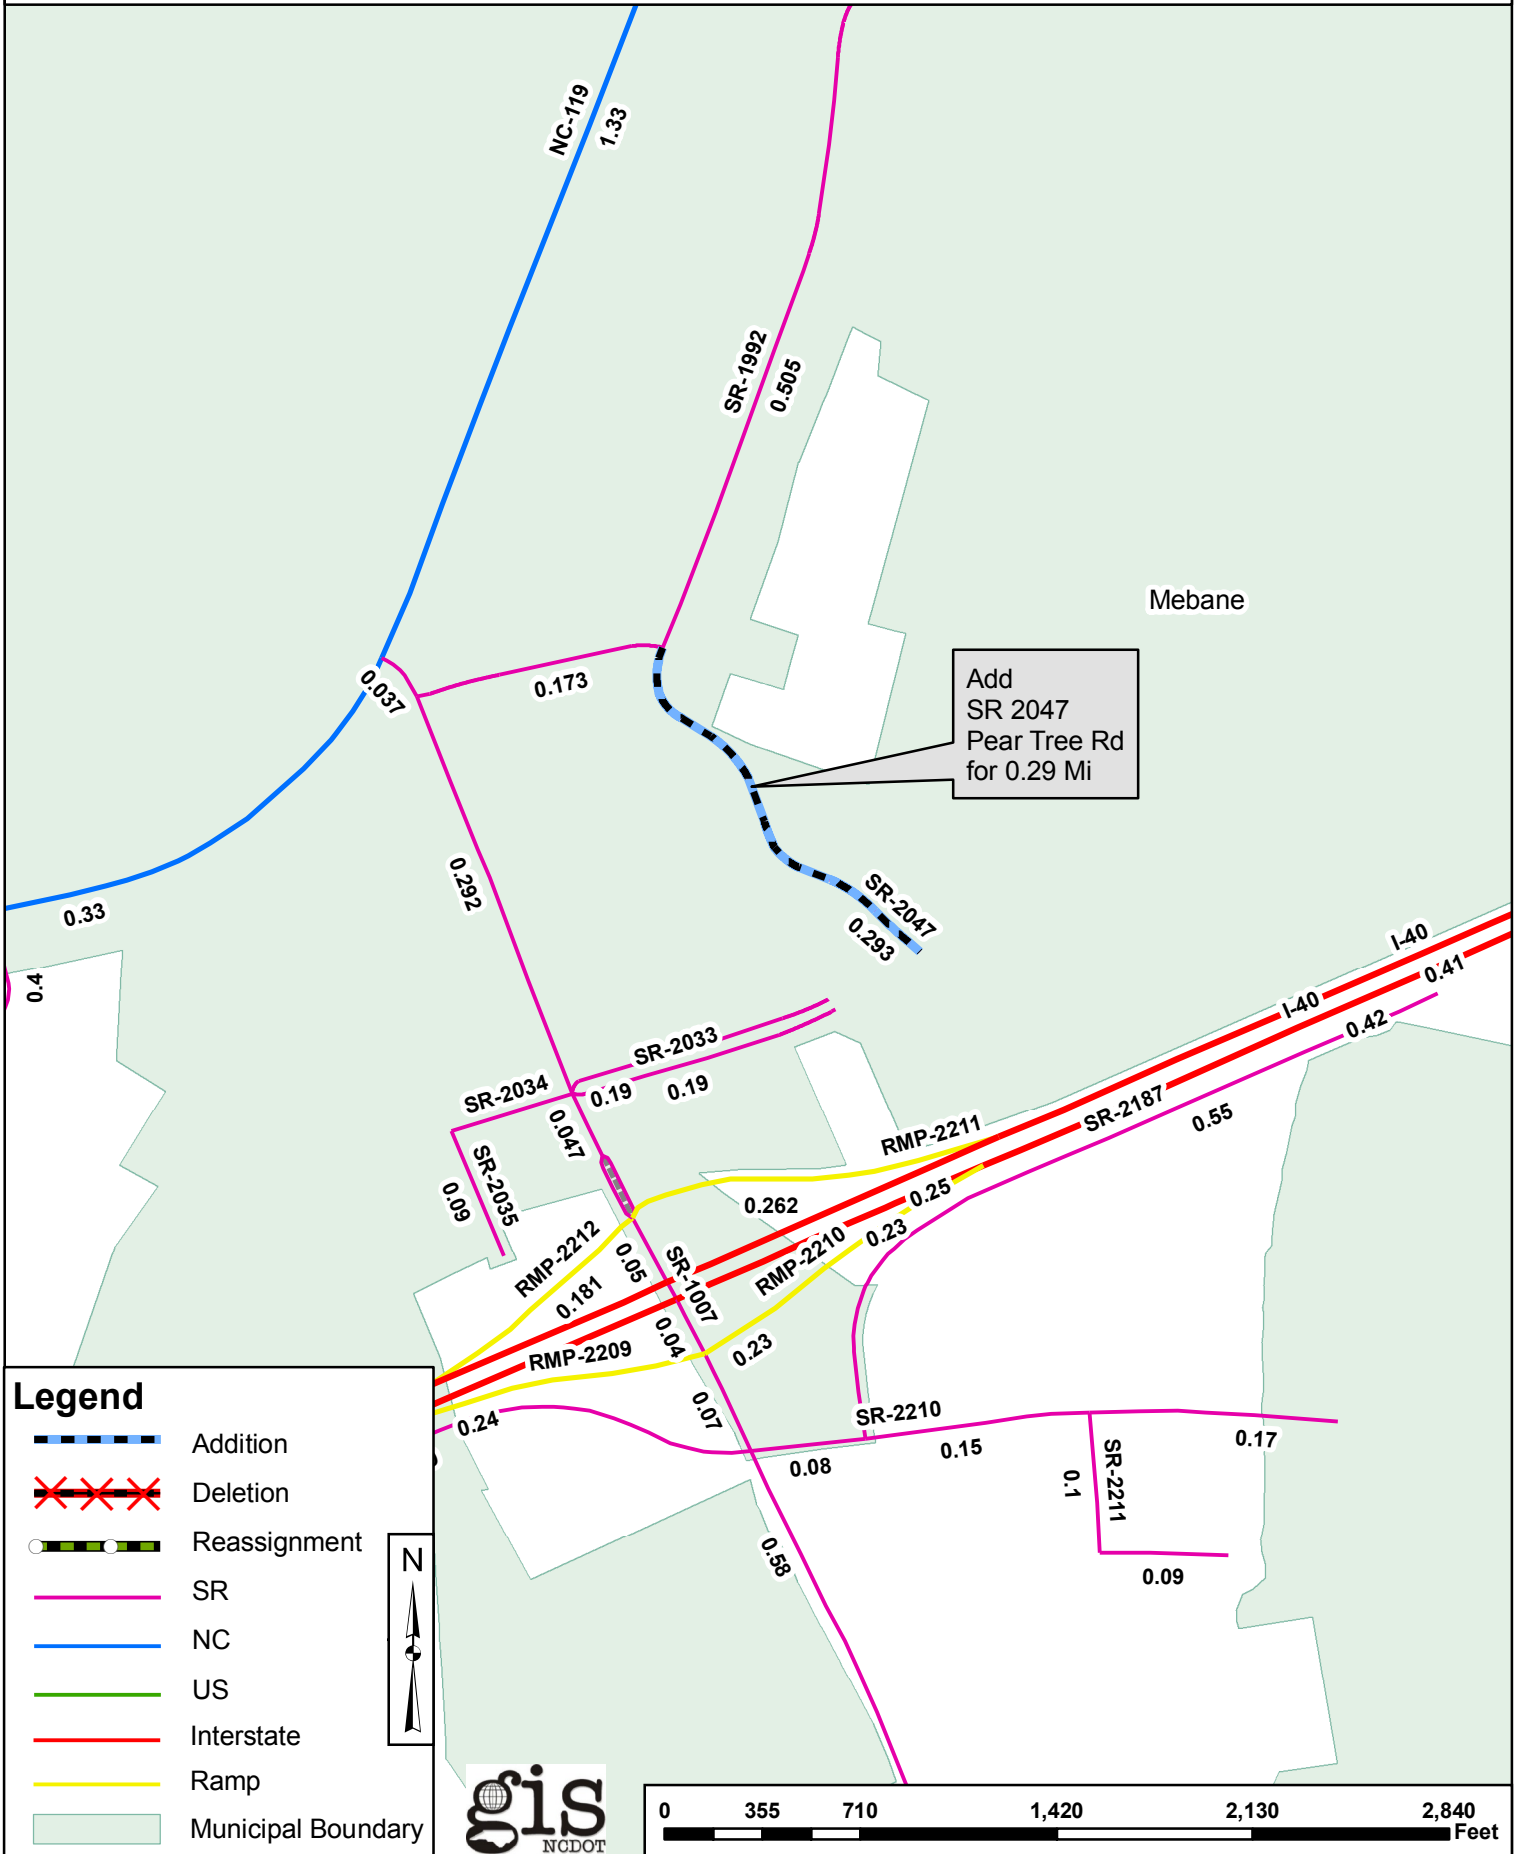 NC-119
1.33
SR-1992
0.505
Mebane
0.037
0.173
Add
SR 2047
Pear Tree Rd
for 0.29 Mi
0.292
0.33
SR-2047
0.293
0.4
I-40
0.41
I-40
0.42
SR-2033
0.19
0.19
SR-2034
0.047
SR-2187
0.55
RMP-2211
SR-2035
0.09
0.25
0.262
0.23
RMP-2212
0.05
SR-1007
RMP-2210
0.181
0.04
RMP-2209
0.23
0.07
0.24
SR-2210
0.08
0.15
0.17
SR-2211
0.1
0.09
0.58
Legend
Addition
Deletion
Reassignment
SR
NC
US
Interstate
Ramp
Municipal Boundary
N
gis
NCDOT
0 355 710 1,420 2,130 2,840
Feet